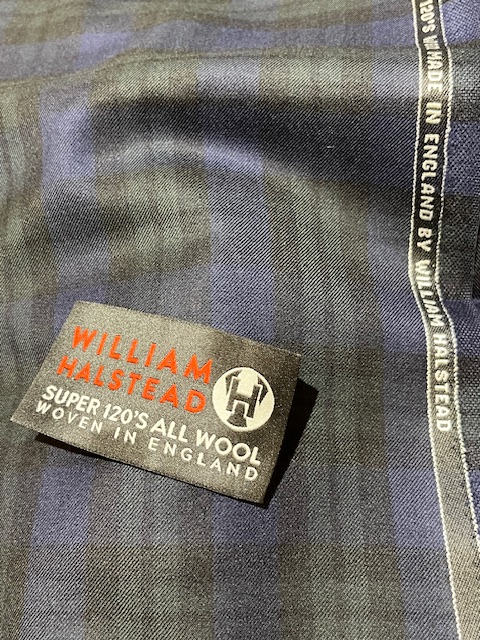 WILLIAM
HALSTEAD
H
SUPER 120'S ALL WOOL
WOVEN IN ENGLAND
120'S
MADE IN ENGLAND BY WILLIAM HALSTEAD